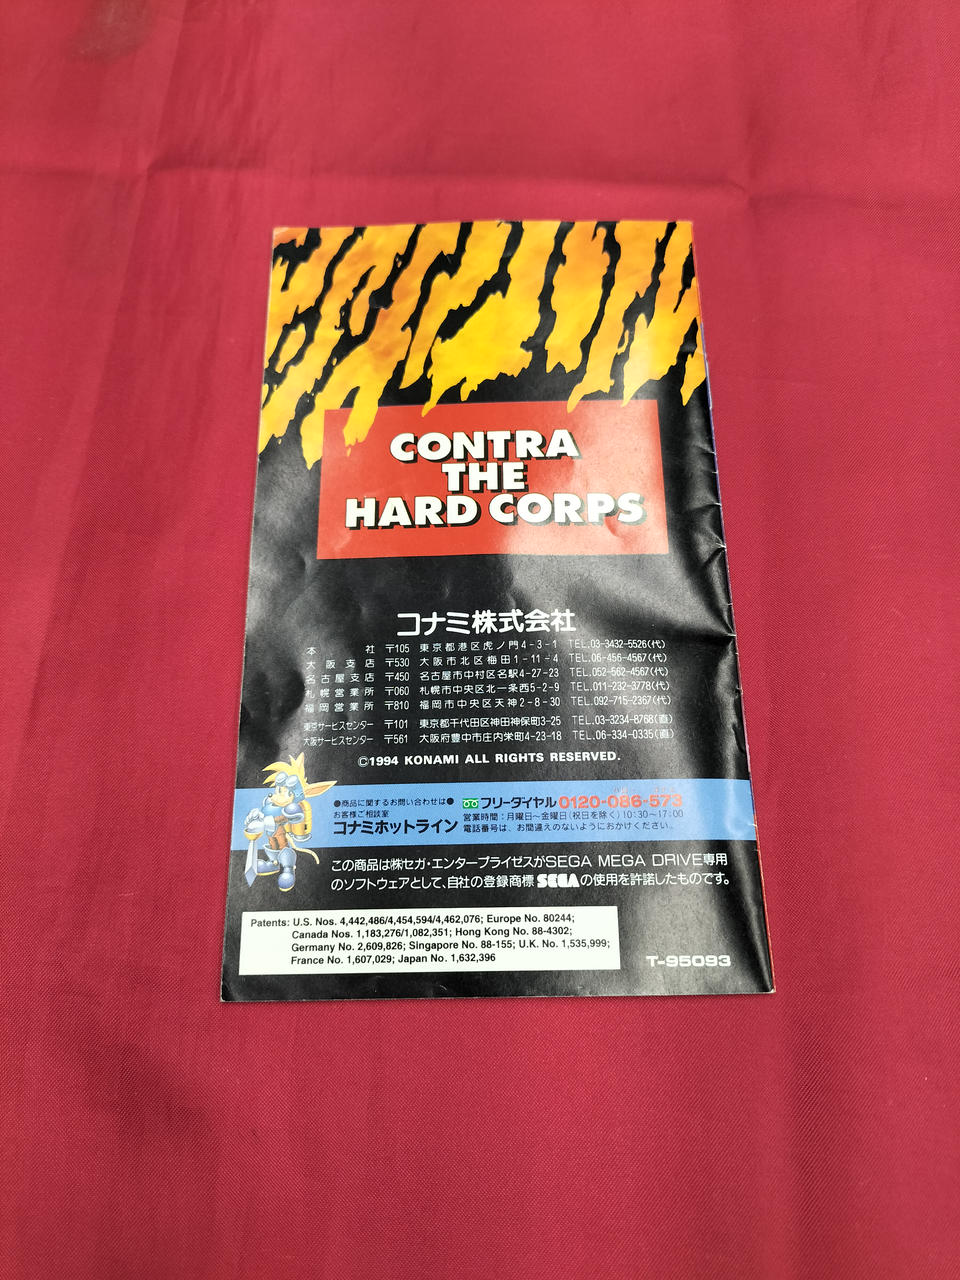 CONTRA
THE
HARD CORPS
コナミ株式会社
本社 〒105 東京都港区虎ノ門4-3-1 TEL.03-3432-5526(代)
大阪支店 〒530 大阪市北区梅田1-11-4 TEL.06-456-4567(代)
名古屋支店 〒450 名古屋市中村区名駅4-27-23 TEL.052-562-4567(代)
札幌営業所 〒060 札幌市中央区北一条西5-2-9 TEL.011-232-3778(代)
福岡営業所 〒810 福岡市中央区天神2-8-30 TEL.092-715-2367(代)
東京サービスセンター 〒101 東京都千代田区神田神保町3-25 TEL.03-3234-8768(直)
大阪サービスセンター 〒561 大阪府豊中市庄内栄町4-23-18 TEL.06-334-0335(直)
©1994 KONAMI ALL RIGHTS RESERVED.
●商品に関するお問い合わせは●
お客様ご相談室
コナミホットライン
フリーダイヤル 0120-086-573
営業時間：月曜日〜金曜日(祝日を除く)10:30〜17:00
電話番号は、お間違えのないようにおかけください。
この商品は(株)セガ・エンタープライゼスがSEGA MEGA DRIVE専用
のソフトウェアとして、自社の登録商標 SEGA の使用を許諾したものです。
Patents: U.S. Nos. 4,442,486/4,454,594/4,462,076; Europe No. 80244;
Canada Nos. 1,183,276/1,082,351; Hong Kong No. 88-4302;
Germany No. 2,609,826; Singapore No. 88-155; U.K. No. 1,535,999;
France No. 1,607,029; Japan No. 1,632,396
T-95093